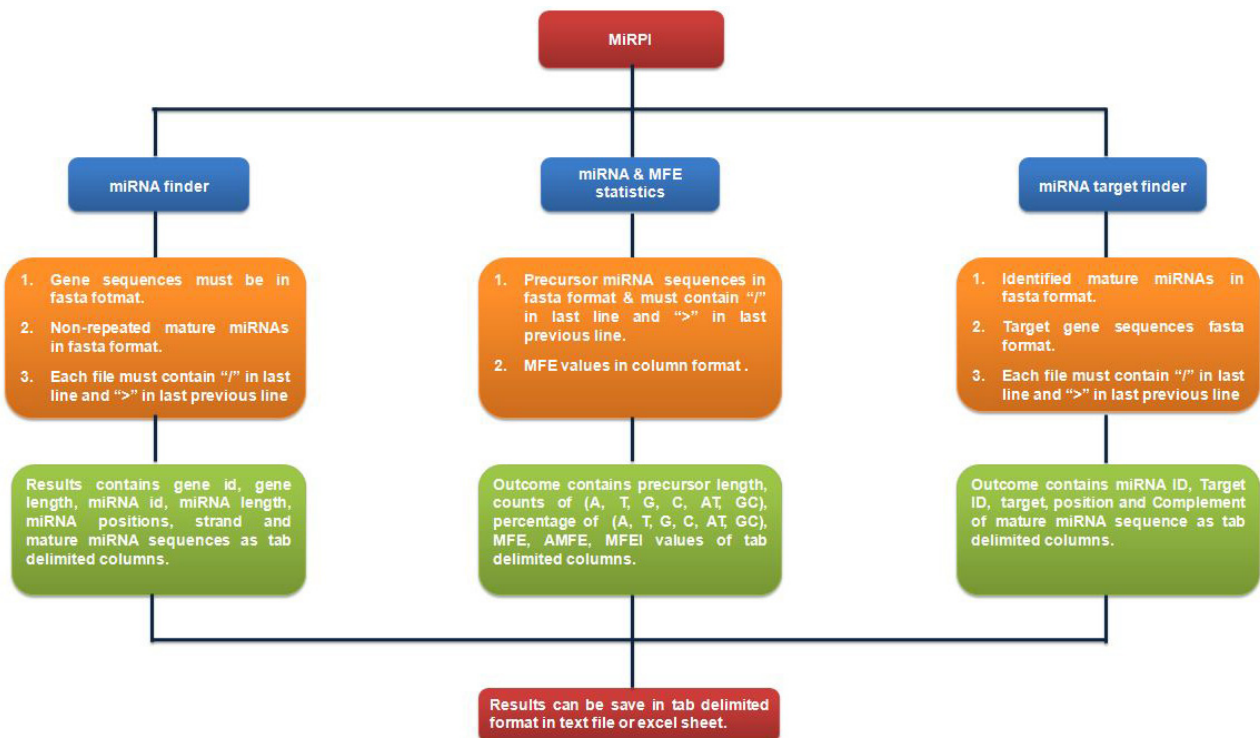 MiRPI
miRNA finder
miRNA & MFE
statistics
miRNA target finder
1. Gene sequences must be in
fasta fotmat.
2. Non-repeated mature miRNAs
in fasta format.
3. Each file must contain “/” in last
line and “>” in last previous line
1. Precursor miRNA sequences in
fasta format & must contain “/”
in last line and “>” in last
previous line.
2. MFE values in column format .
1. Identified mature miRNAs in
fasta format.
2. Target gene sequences fasta
format.
3. Each file must contain “/” in last
line and “>” in last previous line
Results contains gene id, gene
length, miRNA id, miRNA length,
miRNA positions, strand and
mature miRNA sequences as tab
delimited columns.
Outcome contains precursor length,
counts of (A, T, G, C, AT, GC),
percentage of (A, T, G, C, AT, GC),
MFE, AMFE, MFEI values of tab
delimited columns.
Outcome contains miRNA ID, Target
ID, target, position and Complement
of mature miRNA sequence as tab
delimited columns.
Results can be save in tab delimited
format in text file or excel sheet.